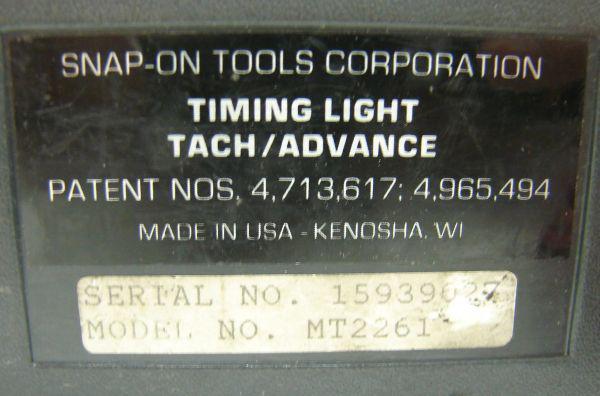 SNAP-ON TOOLS CORPORATION
TIMING LIGHT
TACH/ADVANCE
PATENT NOS. 4,713,617; 4,965,494
MADE IN USA - KENOSHA, WI
SERIAL NO.
MODEL NO. MT2261